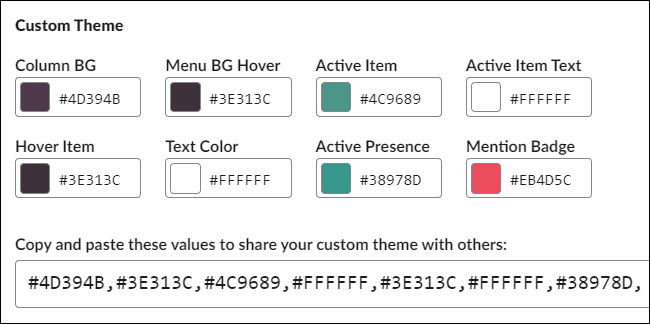 Custom Theme
Column BG Menu BG Hover Active Item Active Item Text
#4D394B #3E313C #4C9689 #FFFFFF
Hover Item Text Color Active Presence Mention Badge
#3E313C #FFFFFF #38978D #EB4D5C
Copy and paste these values to share your custom theme with others:
#4D394B,#3E313C,#4C9689,#FFFFFF,#3E313C,#FFFFFF,#38978D,